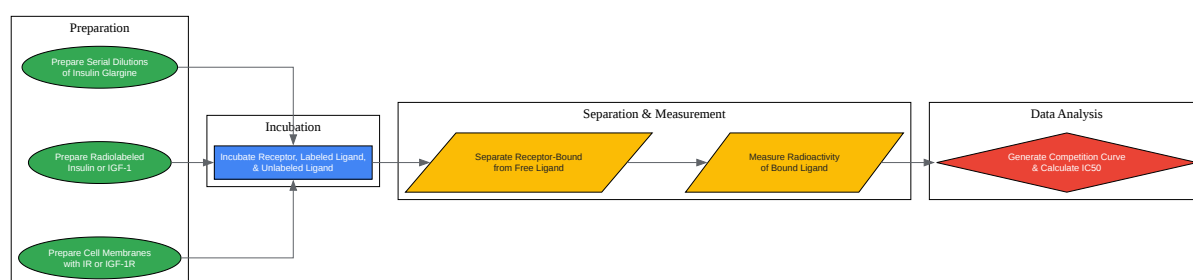 Preparation
Prepare Serial Dilutions
of Insulin Glargine
Prepare Radiolabeled
Insulin or IGF-1
Prepare Cell Membranes
with IR or IGF-1R
Incubation
Incubate Receptor, Labeled Ligand,
& Unlabeled Ligand
Separation & Measurement
Separate Receptor-Bound
from Free Ligand
Measure Radioactivity
of Bound Ligand
Data Analysis
Generate Competition Curve
& Calculate IC50